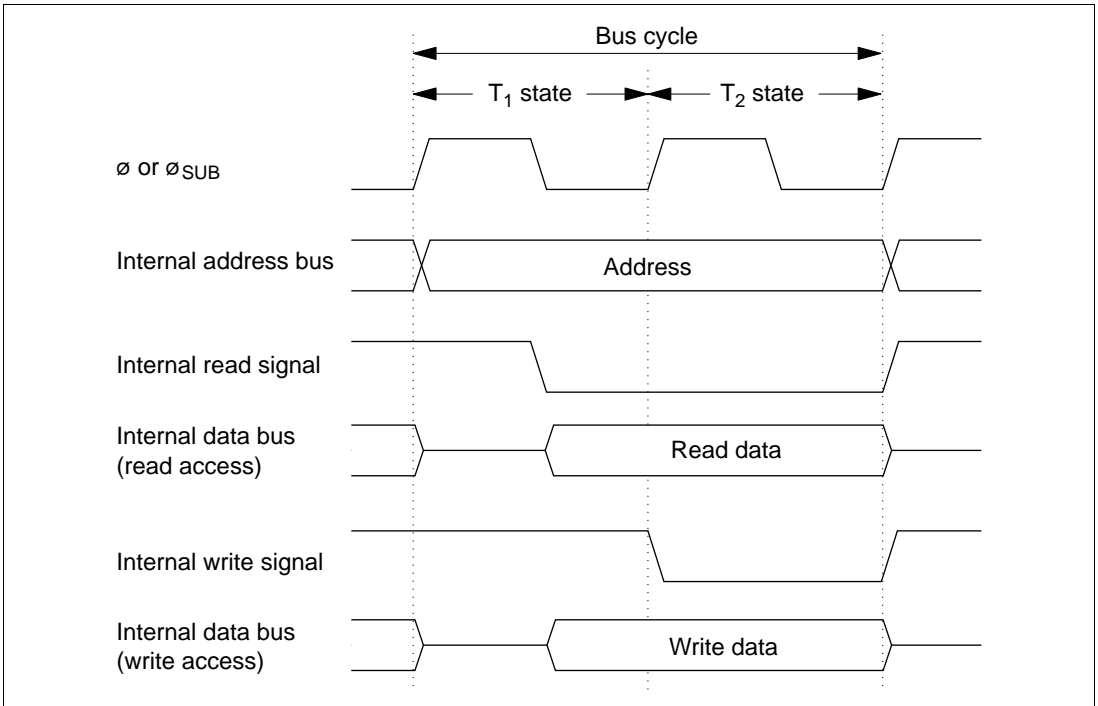 Bus cycle
T₁ state
T₂ state
ø or øSUB
Internal address bus
Address
Internal read signal
Internal data bus
(read access)
Read data
Internal write signal
Internal data bus
(write access)
Write data